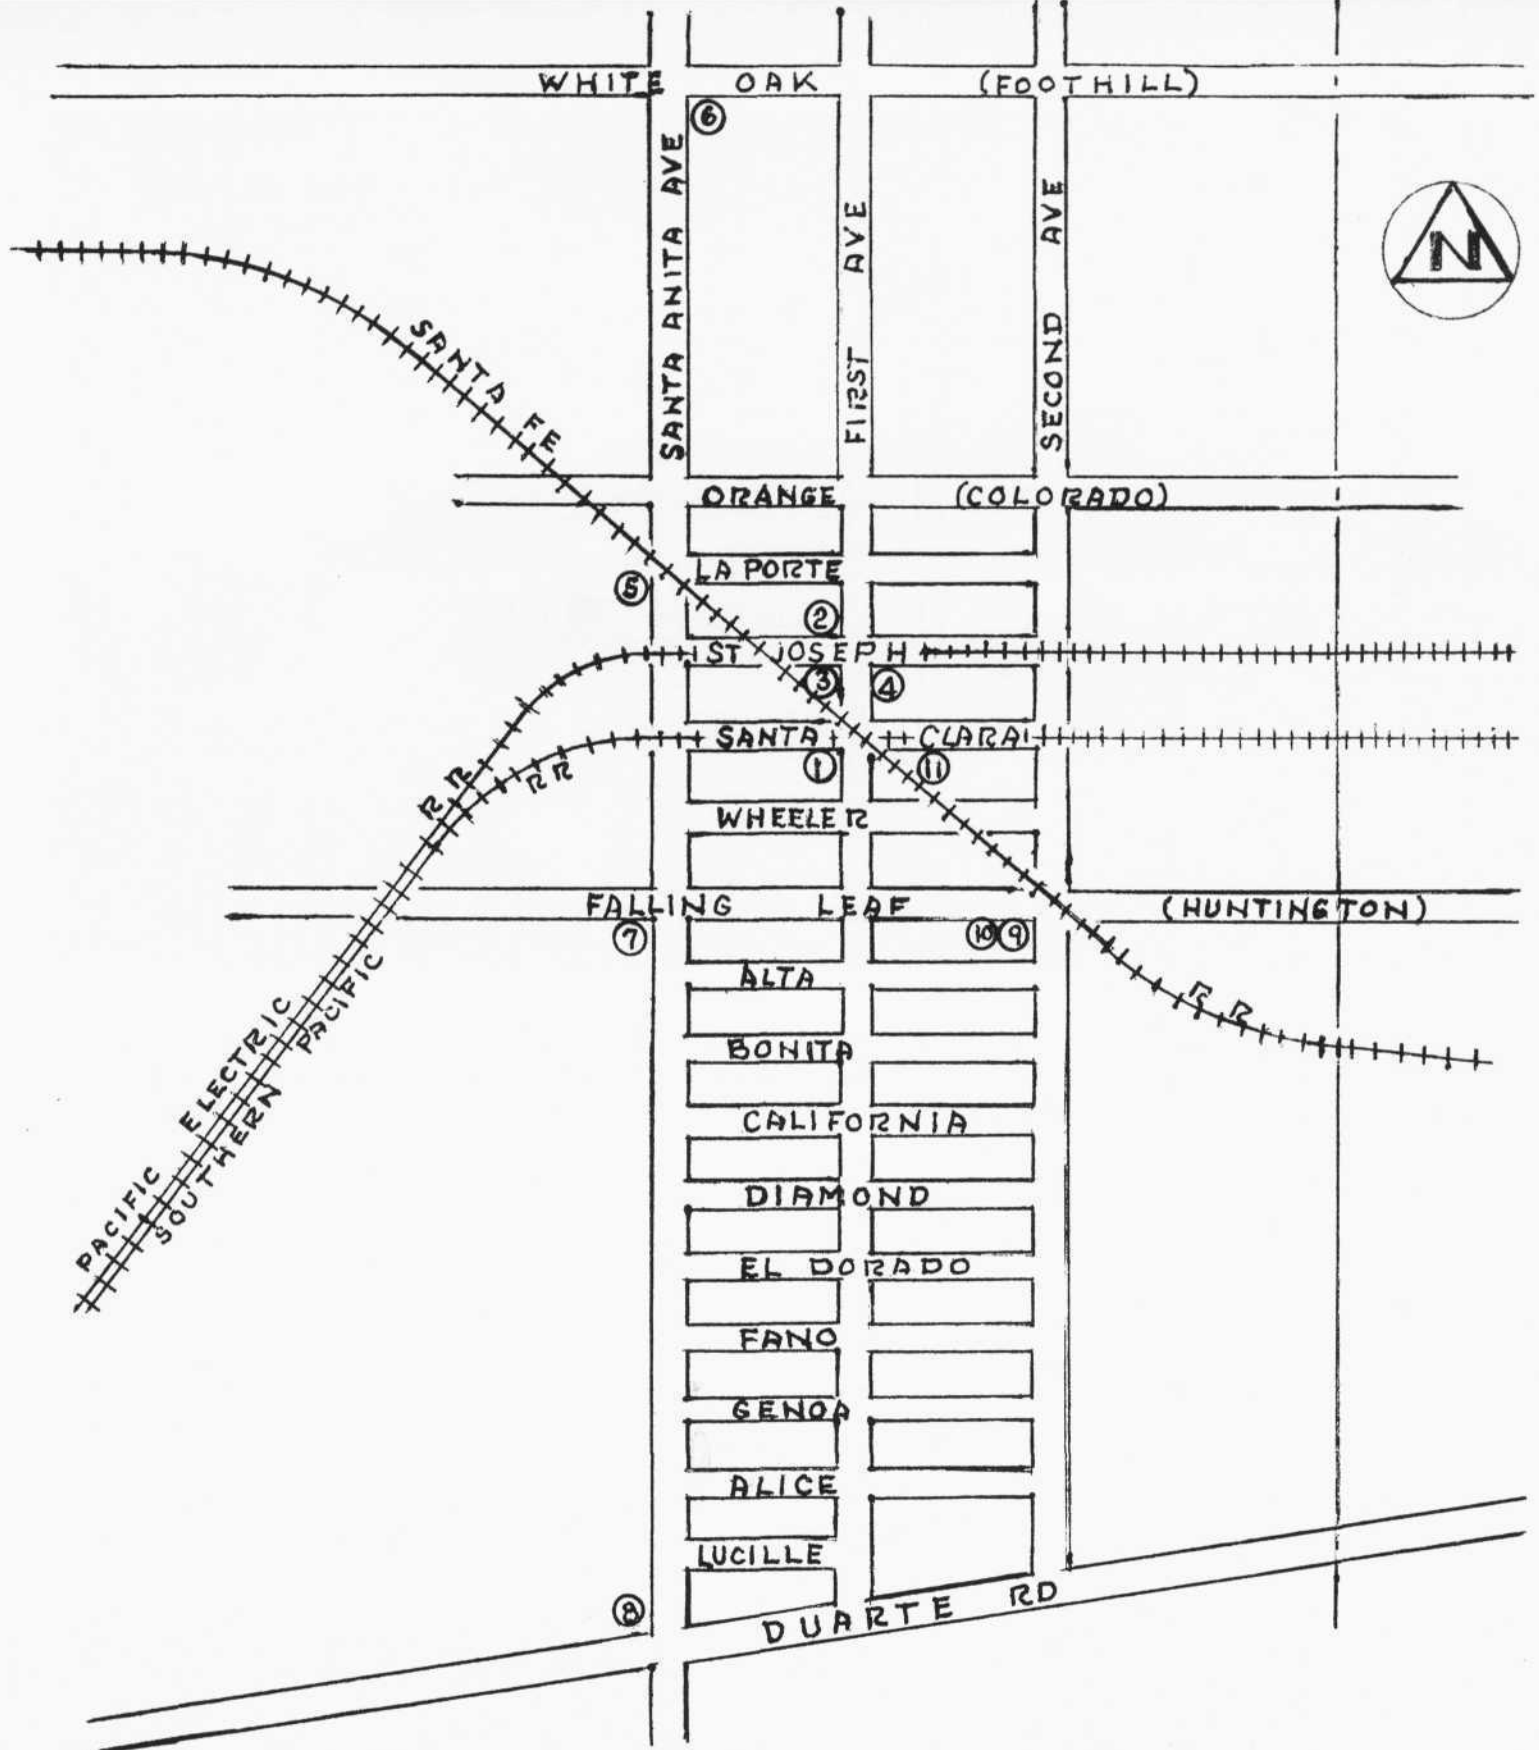 WHITE OAK (FOOTHILL)
⑥
SANTA ANITA AVE
FIRST AVE
SECOND AVE
N
SANTA FE
ORANGE (COLORADO)
LA PORTE
⑤
②
ST JOSEPH
③
④
SANTA CLARA
①
⑪
RR
RR
WHEELER
FALLING LEAF (HUNTINGTON)
⑦
⑩
⑨
ALTA
RR
PACIFIC ELECTRIC
SOUTHERN PACIFIC
BONITA
CALIFORNIA
DIAMOND
EL DORADO
FANO
GENOA
ALICE
LUCILLE
⑧
DUARTE RD